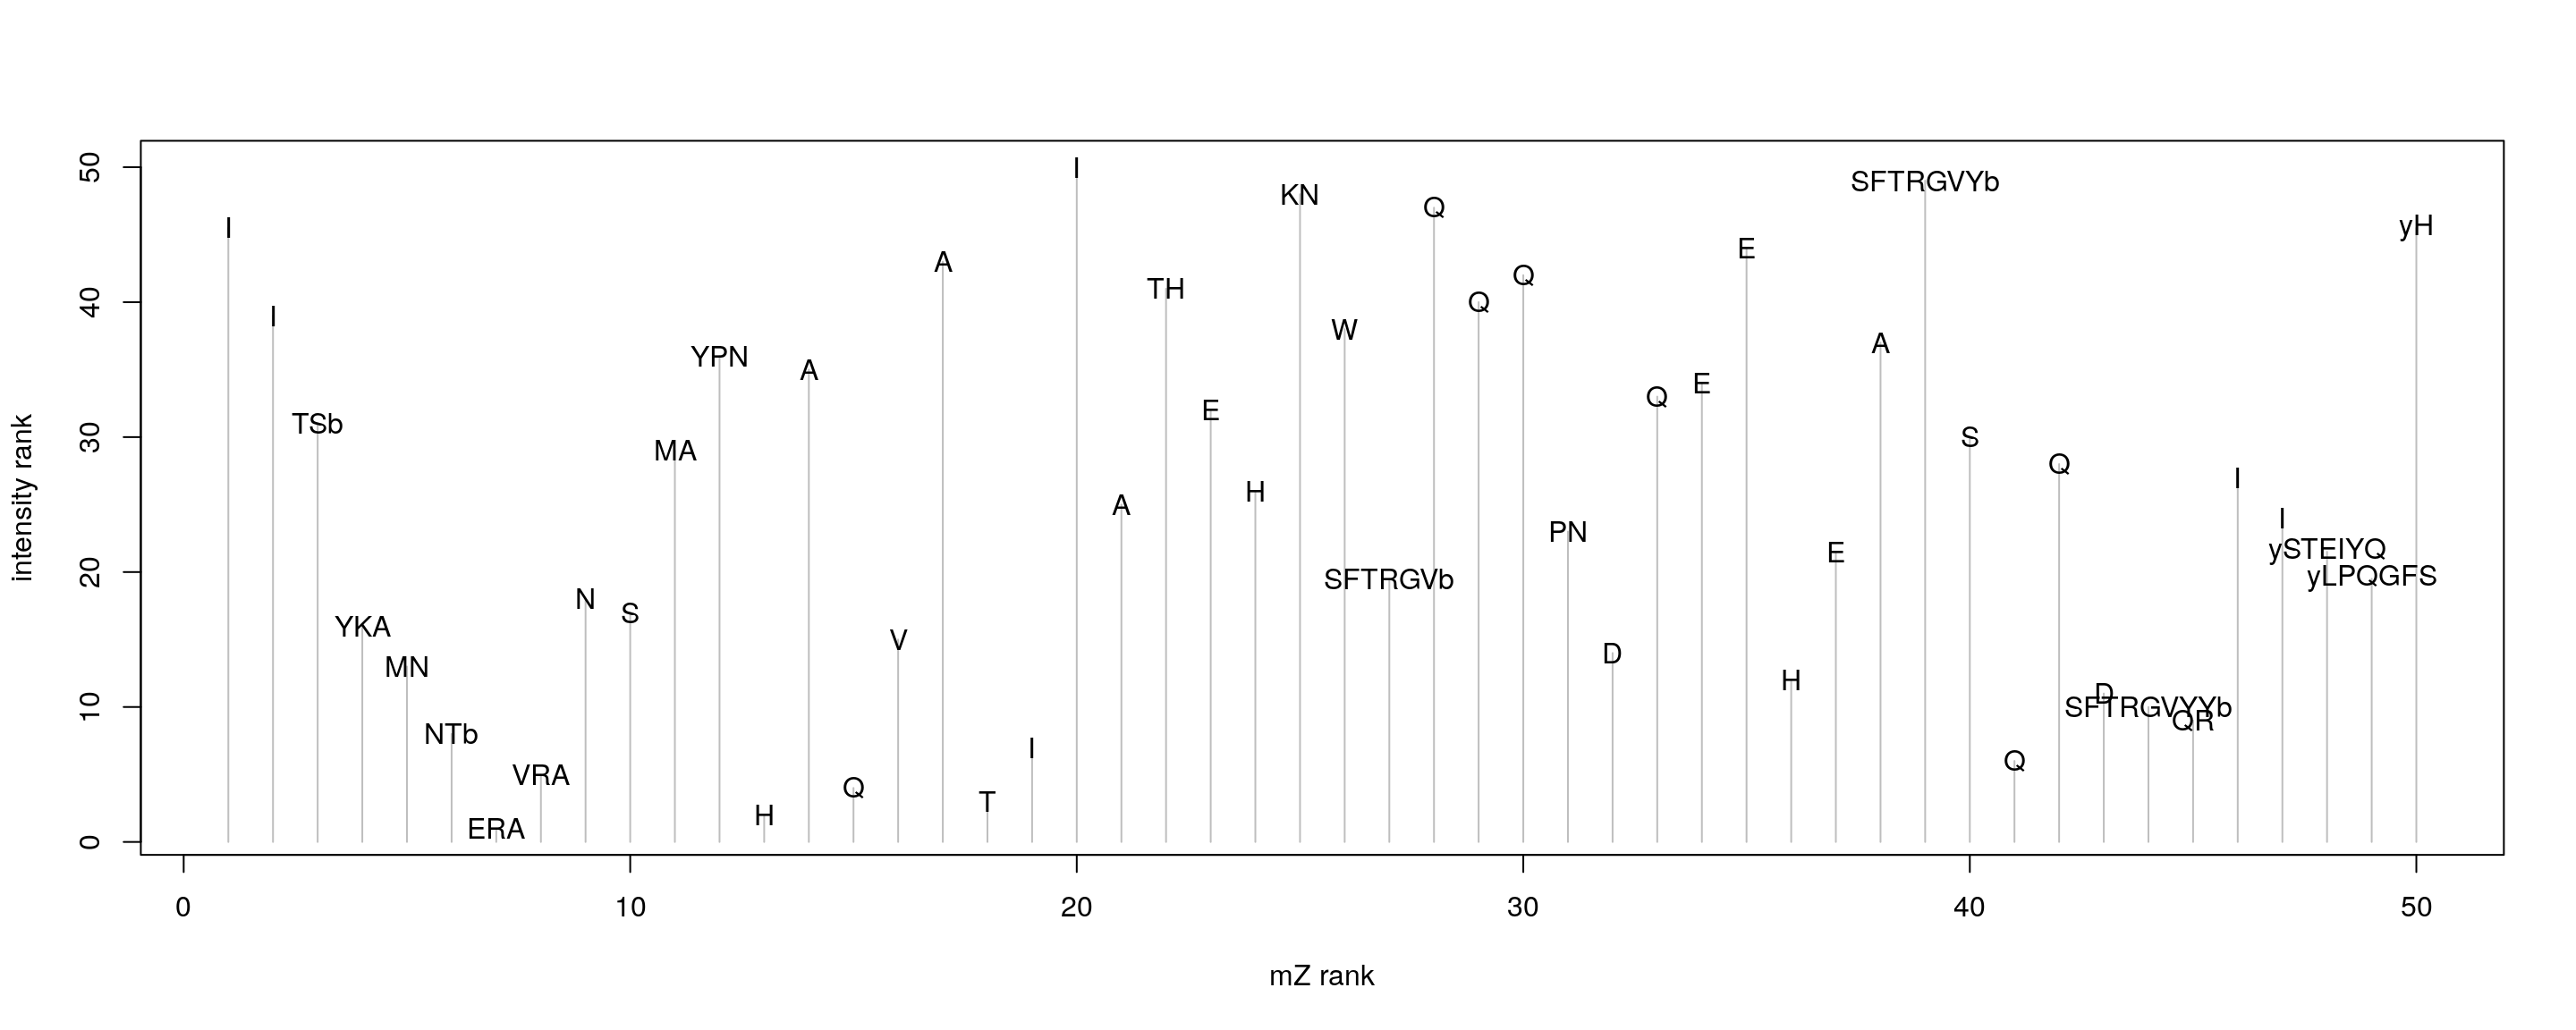 50
40
30
20
10
0
intensity rank
I
I
TSb
YKA
MN
NTb
ERA
VRA
N
S
MA
YPN
H
A
Q
V
A
T
I
I
A
TH
E
H
KN
W
SFTRGVb
Q
Q
Q
PN
D
Q
E
E
H
E
A
SFTRGVYb
S
Q
Q
D
SFTRGVYYb
QR
I
I
ySTEIYQ
yLPQGFS
yH
0 10 20 30 40 50
mZ rank